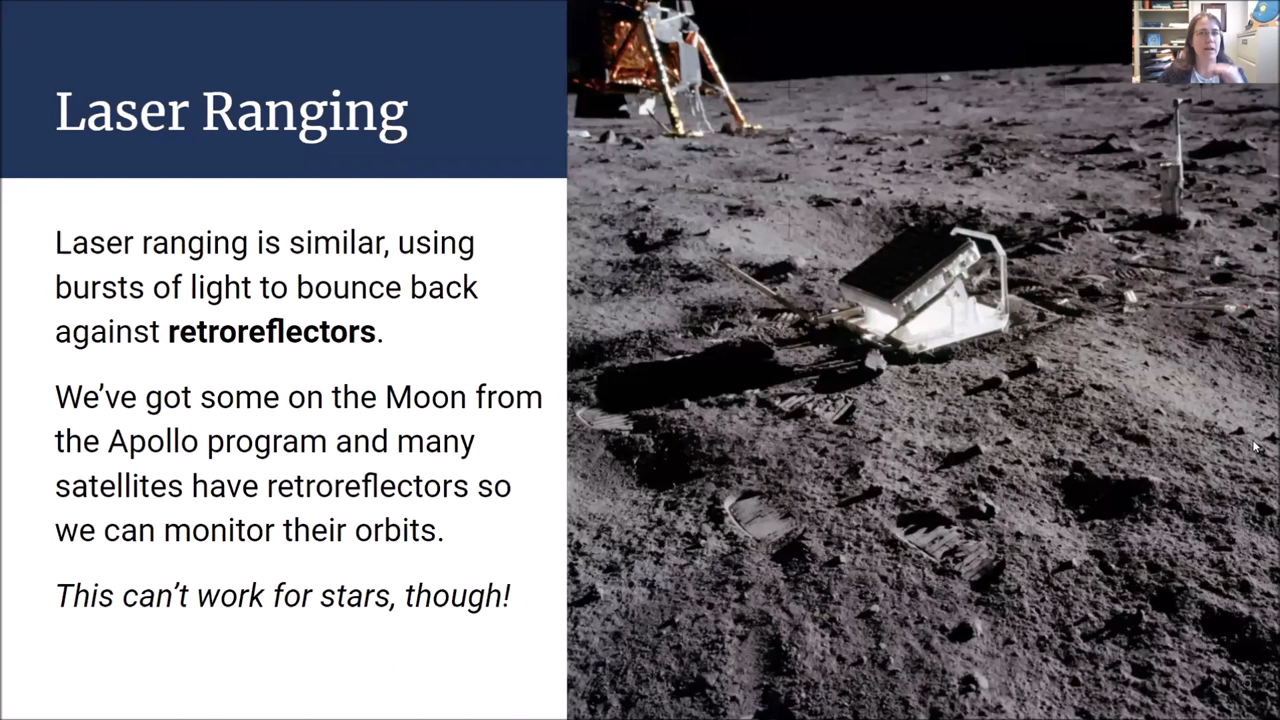 Laser Ranging
Laser ranging is similar, using
bursts of light to bounce back
against retroreflectors.
We’ve got some on the Moon from
the Apollo program and many
satellites have retroreflectors so
we can monitor their orbits.
This can’t work for stars, though!